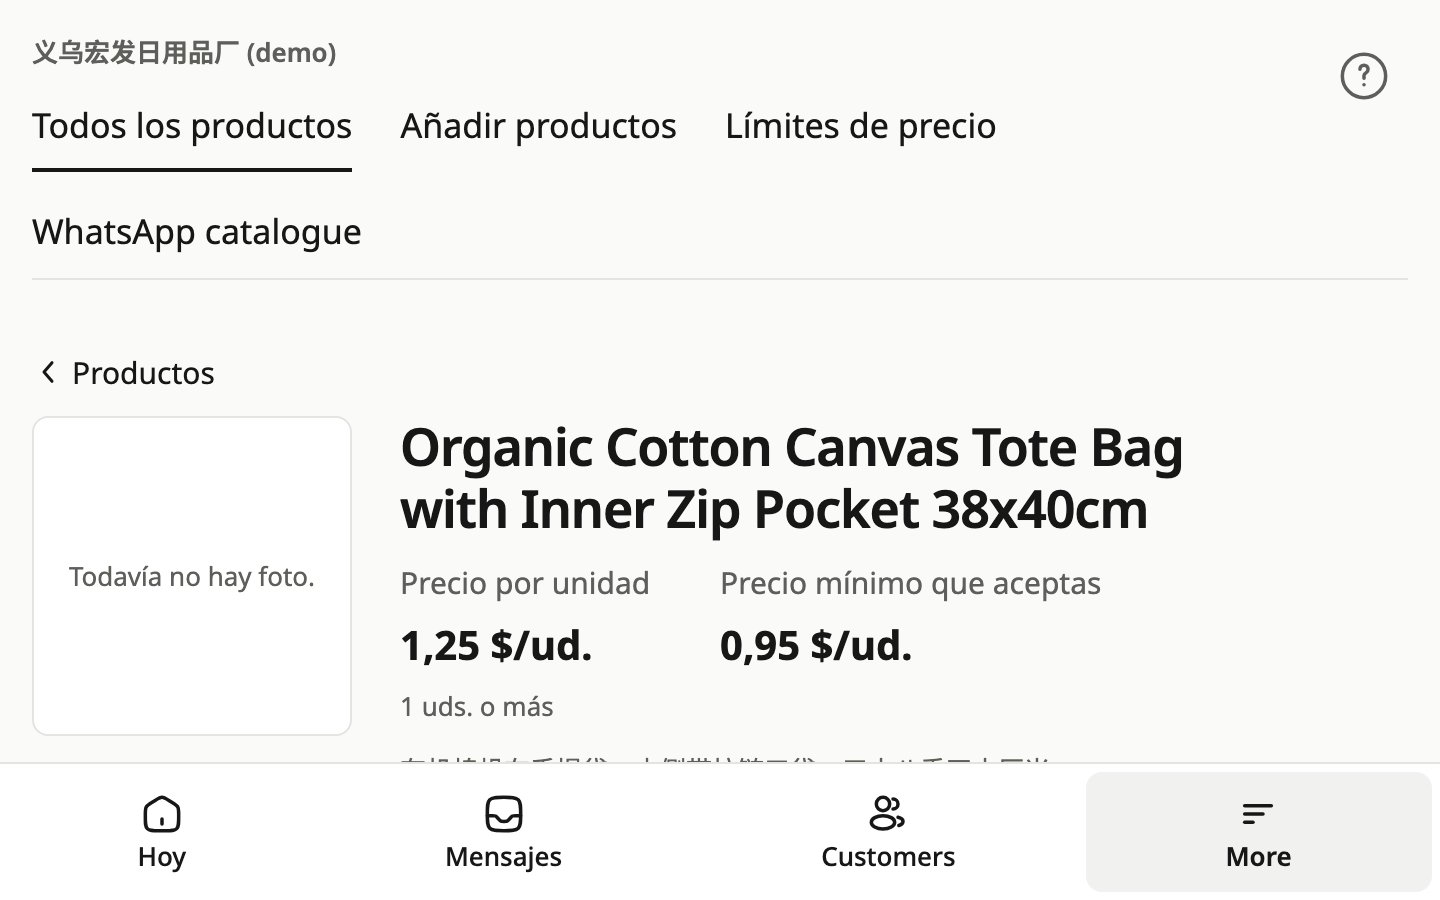 义乌宏发日用品厂 (demo)
Todos los productos
Añadir productos
Límites de precio
WhatsApp catalogue
Productos
Todavía no hay foto.
Organic Cotton Canvas Tote Bag
with Inner Zip Pocket 38x40cm
Precio por unidad
Precio mínimo que aceptas
1,25 $/ud.
0,95 $/ud.
1 uds. o más
Hoy
Mensajes
Customers
More